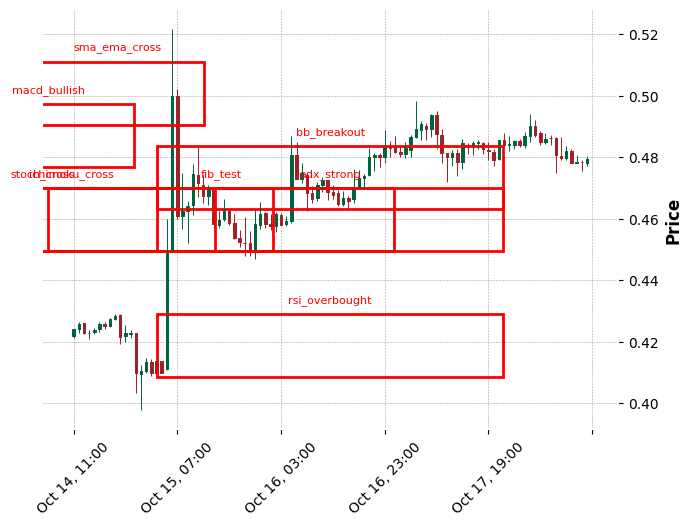 sma_ema_cross
macd_bullish
bb_breakout
stoch_cross
ichimoku_cross
fib_test
adx_strong
rsi_overbought
0.52
0.50
0.48
0.46
0.44
0.42
0.40
Price
Oct 14, 11:00
Oct 15, 07:00
Oct 16, 03:00
Oct 16, 23:00
Oct 17, 19:00